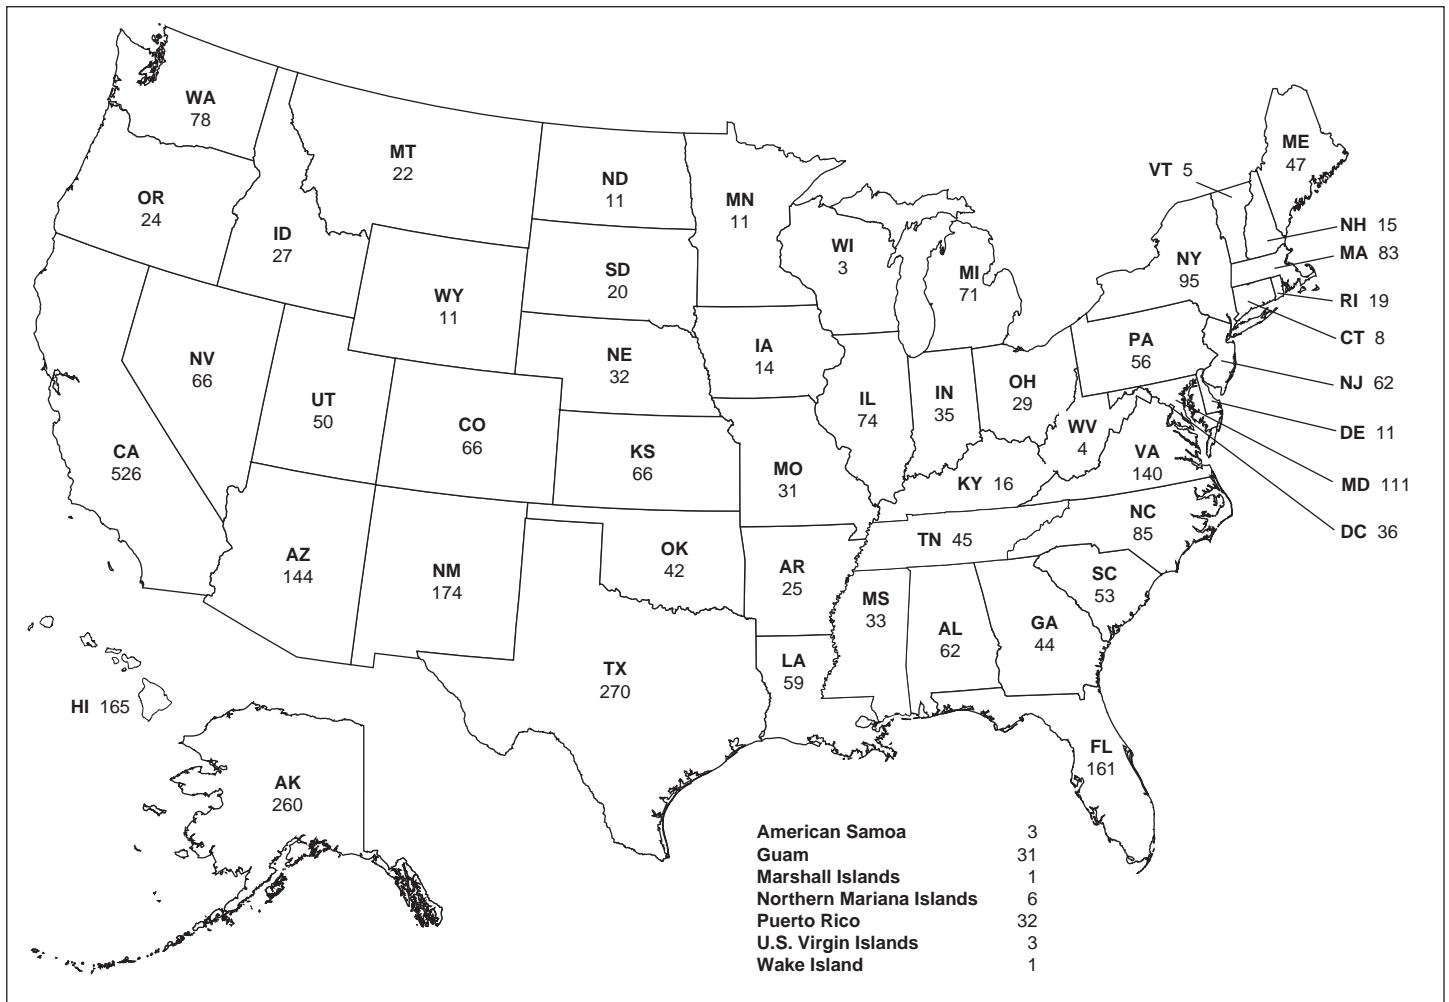 WA
78
MT
22
ND
11
MN
11
VT 5
ME
47
OR
24
ID
27
WI
3
MI
71
NY
95
NH 15
MA 83
SD
20
WY
11
RI 19
CT 8
NV
66
NE
32
IA
14
PA
56
NJ 62
UT
50
CO
66
IL
74
IN
35
OH
29
WV
4
DE 11
CA
526
KS
66
MO
31
KY 16
VA
140
MD 111
NC
85
DC 36
AZ
144
NM
174
OK
42
AR
25
TN 45
SC
53
MS
33
AL
62
GA
44
TX
270
LA
59
HI 165
FL
161
AK
260
American Samoa 3
Guam 31
Marshall Islands 1
Northern Mariana Islands 6
Puerto Rico 32
U.S. Virgin Islands 3
Wake Island 1